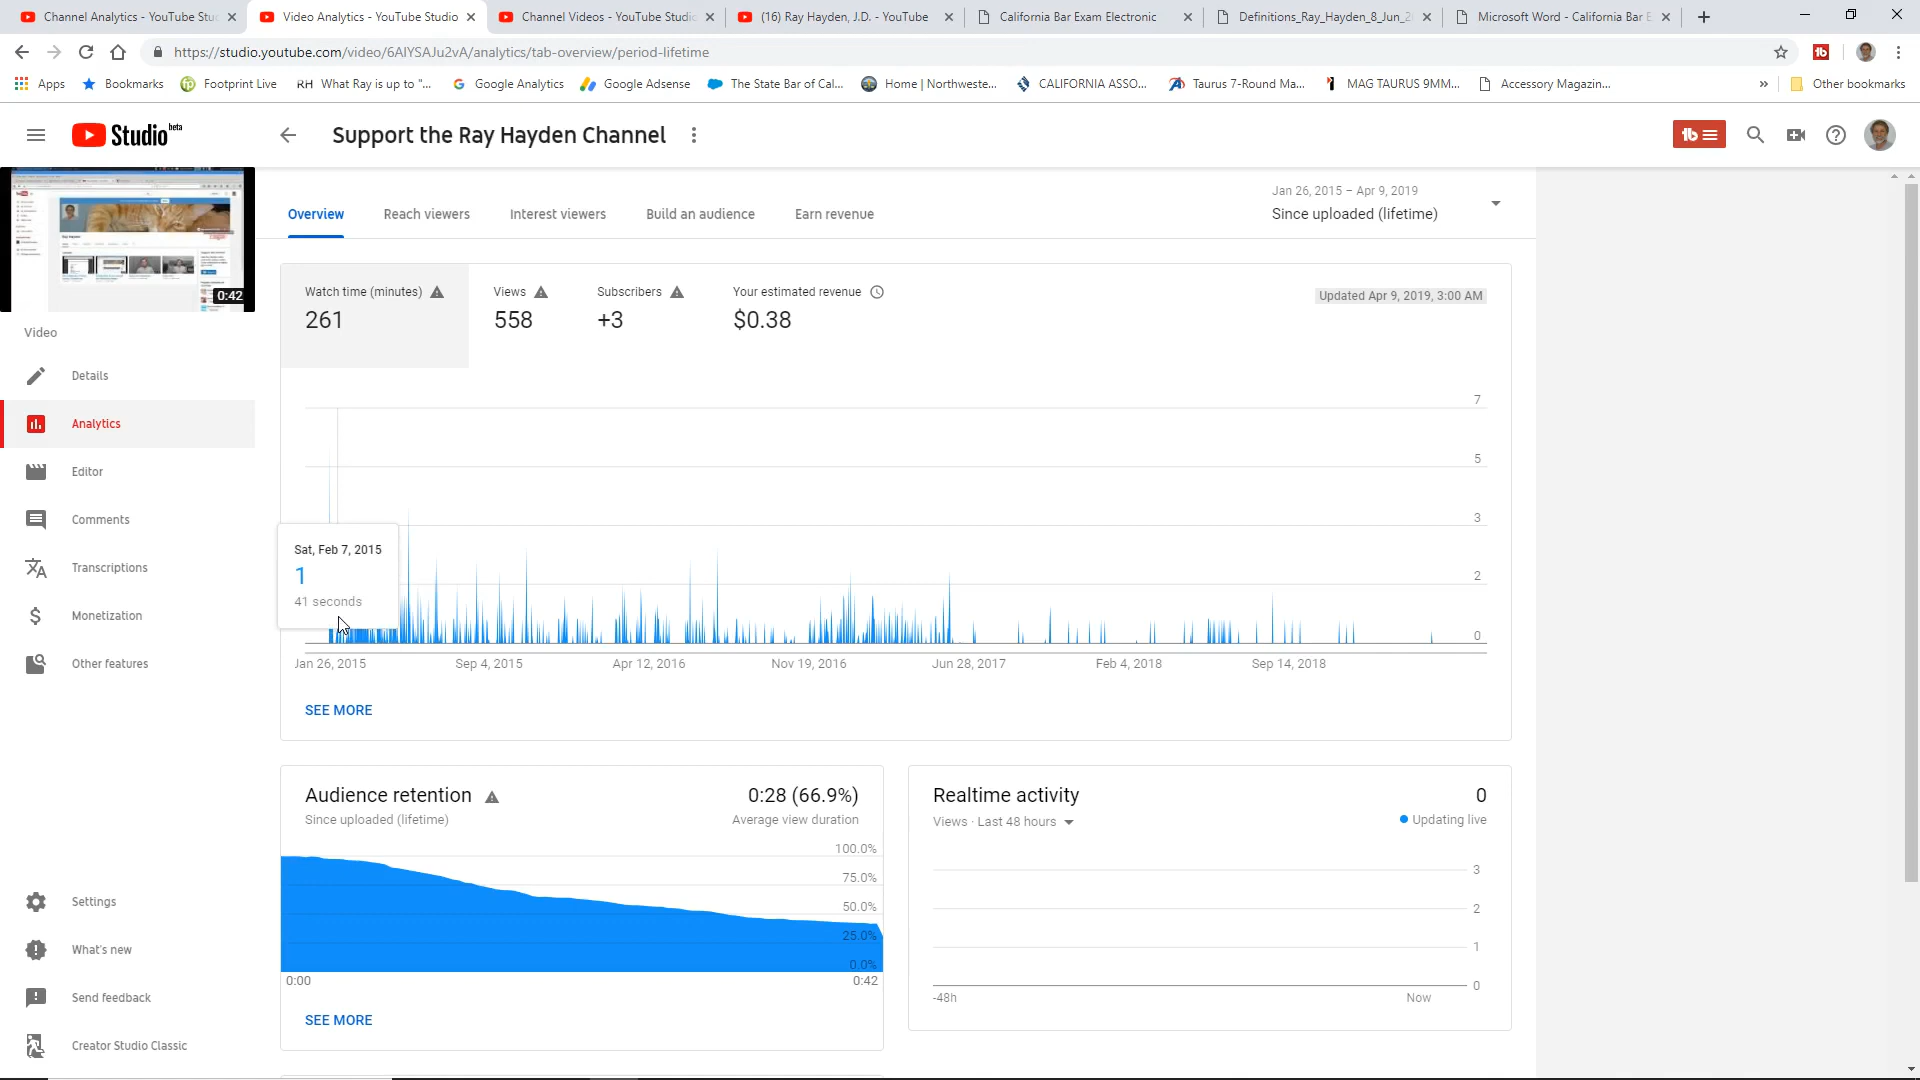 Channel Analytics - YouTube Stu
Video Analytics - YouTube Studio
Channel Videos - YouTube Studio
(16) Ray Hayden, J.D. - YouTube
California Bar Exam Electronic
Definitions_Ray_Hayden_8_Jun_2
Microsoft Word - California Bar E
https://studio.youtube.com/video/6AlYSAJu2vA/analytics/tab-overview/period-lifetime
Apps
Bookmarks
Footprint Live
RH What Ray is up to "...
Google Analytics
Google Adsense
The State Bar of Cal...
Home | Northweste...
CALIFORNIA ASSO...
Taurus 7-Round Ma...
MAG TAURUS 9MM...
Accessory Magazin...
»
Other bookmarks
Studio beta
Support the Ray Hayden Channel
0:42
Video
Details
Analytics
Editor
Comments
Transcriptions
Monetization
Other features
Settings
What's new
Send feedback
Creator Studio Classic
Overview
Reach viewers
Interest viewers
Build an audience
Earn revenue
Jan 26, 2015 – Apr 9, 2019
Since uploaded (lifetime)
Watch time (minutes)
261
Views
558
Subscribers
+3
Your estimated revenue
$0.38
Updated Apr 9, 2019, 3:00 AM
7
5
3
2
0
Sat, Feb 7, 2015
1
41 seconds
Jan 26, 2015
Sep 4, 2015
Apr 12, 2016
Nov 19, 2016
Jun 28, 2017
Feb 4, 2018
Sep 14, 2018
SEE MORE
Audience retention
0:28 (66.9%)
Since uploaded (lifetime)
Average view duration
100.0%
75.0%
50.0%
25.0%
0.0%
0:00
0:42
SEE MORE
Realtime activity
0
Views · Last 48 hours
Updating live
3
2
1
0
-48h
Now